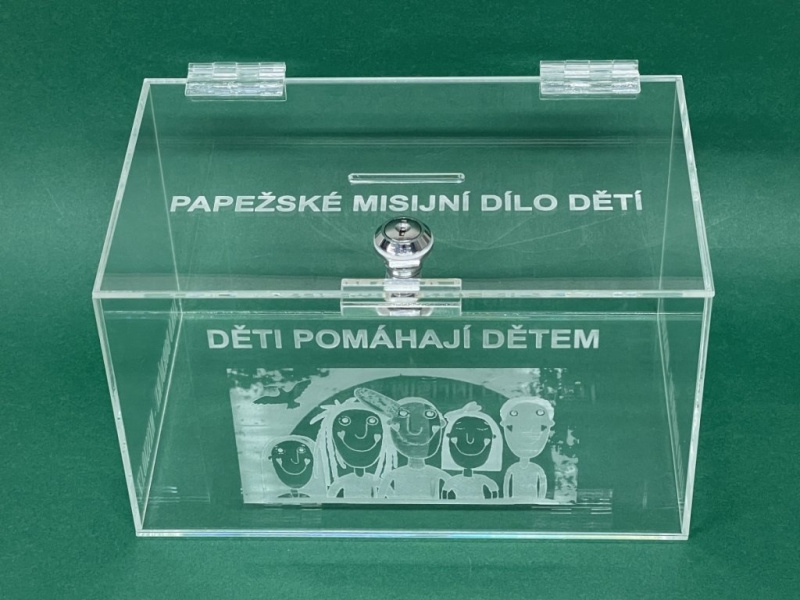 PAPEŽSKÉ MISIJNÍ DÍLO DĚTÍ
DĚTI POMÁHAJÍ DĚTEM